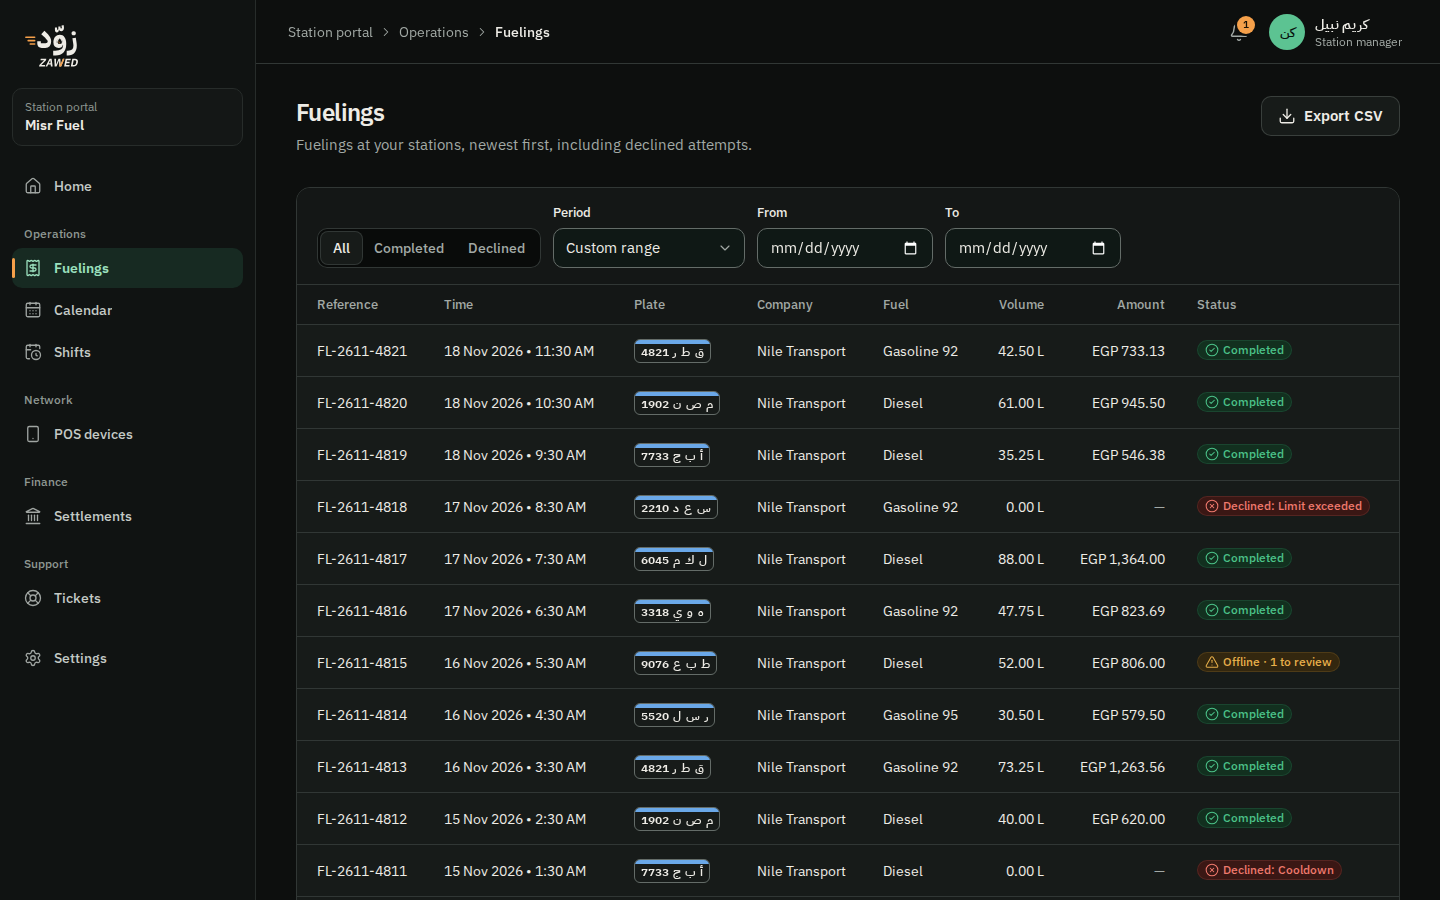 زوّد
ZAWED
Station portal
Misr Fuel
Home
Operations
Fuelings
Calendar
Shifts
Network
POS devices
Finance
Settlements
Support
Tickets
Settings
Station portal > Operations > Fuelings
1
كن
كريم نبيل
Station manager
Fuelings
Fuelings at your stations, newest first, including declined attempts.
Export CSV
All Completed Declined
Period
Custom range
From
mm/dd/yyyy
To
mm/dd/yyyy
Reference Time Plate Company Fuel Volume Amount Status
FL-2611-4821 18 Nov 2026 • 11:30 AM ق ط ر 4821 Nile Transport Gasoline 92 42.50 L EGP 733.13 Completed
FL-2611-4820 18 Nov 2026 • 10:30 AM م ص ن 1902 Nile Transport Diesel 61.00 L EGP 945.50 Completed
FL-2611-4819 18 Nov 2026 • 9:30 AM أ ب ج 7733 Nile Transport Diesel 35.25 L EGP 546.38 Completed
FL-2611-4818 17 Nov 2026 • 8:30 AM س ع د 2210 Nile Transport Gasoline 92 0.00 L — Declined: Limit exceeded
FL-2611-4817 17 Nov 2026 • 7:30 AM ل ك م 6045 Nile Transport Diesel 88.00 L EGP 1,364.00 Completed
FL-2611-4816 17 Nov 2026 • 6:30 AM ه و ي 3318 Nile Transport Gasoline 92 47.75 L EGP 823.69 Completed
FL-2611-4815 16 Nov 2026 • 5:30 AM ط ب ع 9076 Nile Transport Diesel 52.00 L EGP 806.00 Offline · 1 to review
FL-2611-4814 16 Nov 2026 • 4:30 AM ر س ل 5520 Nile Transport Gasoline 95 30.50 L EGP 579.50 Completed
FL-2611-4813 16 Nov 2026 • 3:30 AM ق ط ر 4821 Nile Transport Gasoline 92 73.25 L EGP 1,263.56 Completed
FL-2611-4812 15 Nov 2026 • 2:30 AM م ص ن 1902 Nile Transport Diesel 40.00 L EGP 620.00 Completed
FL-2611-4811 15 Nov 2026 • 1:30 AM أ ب ج 7733 Nile Transport Diesel 0.00 L — Declined: Cooldown